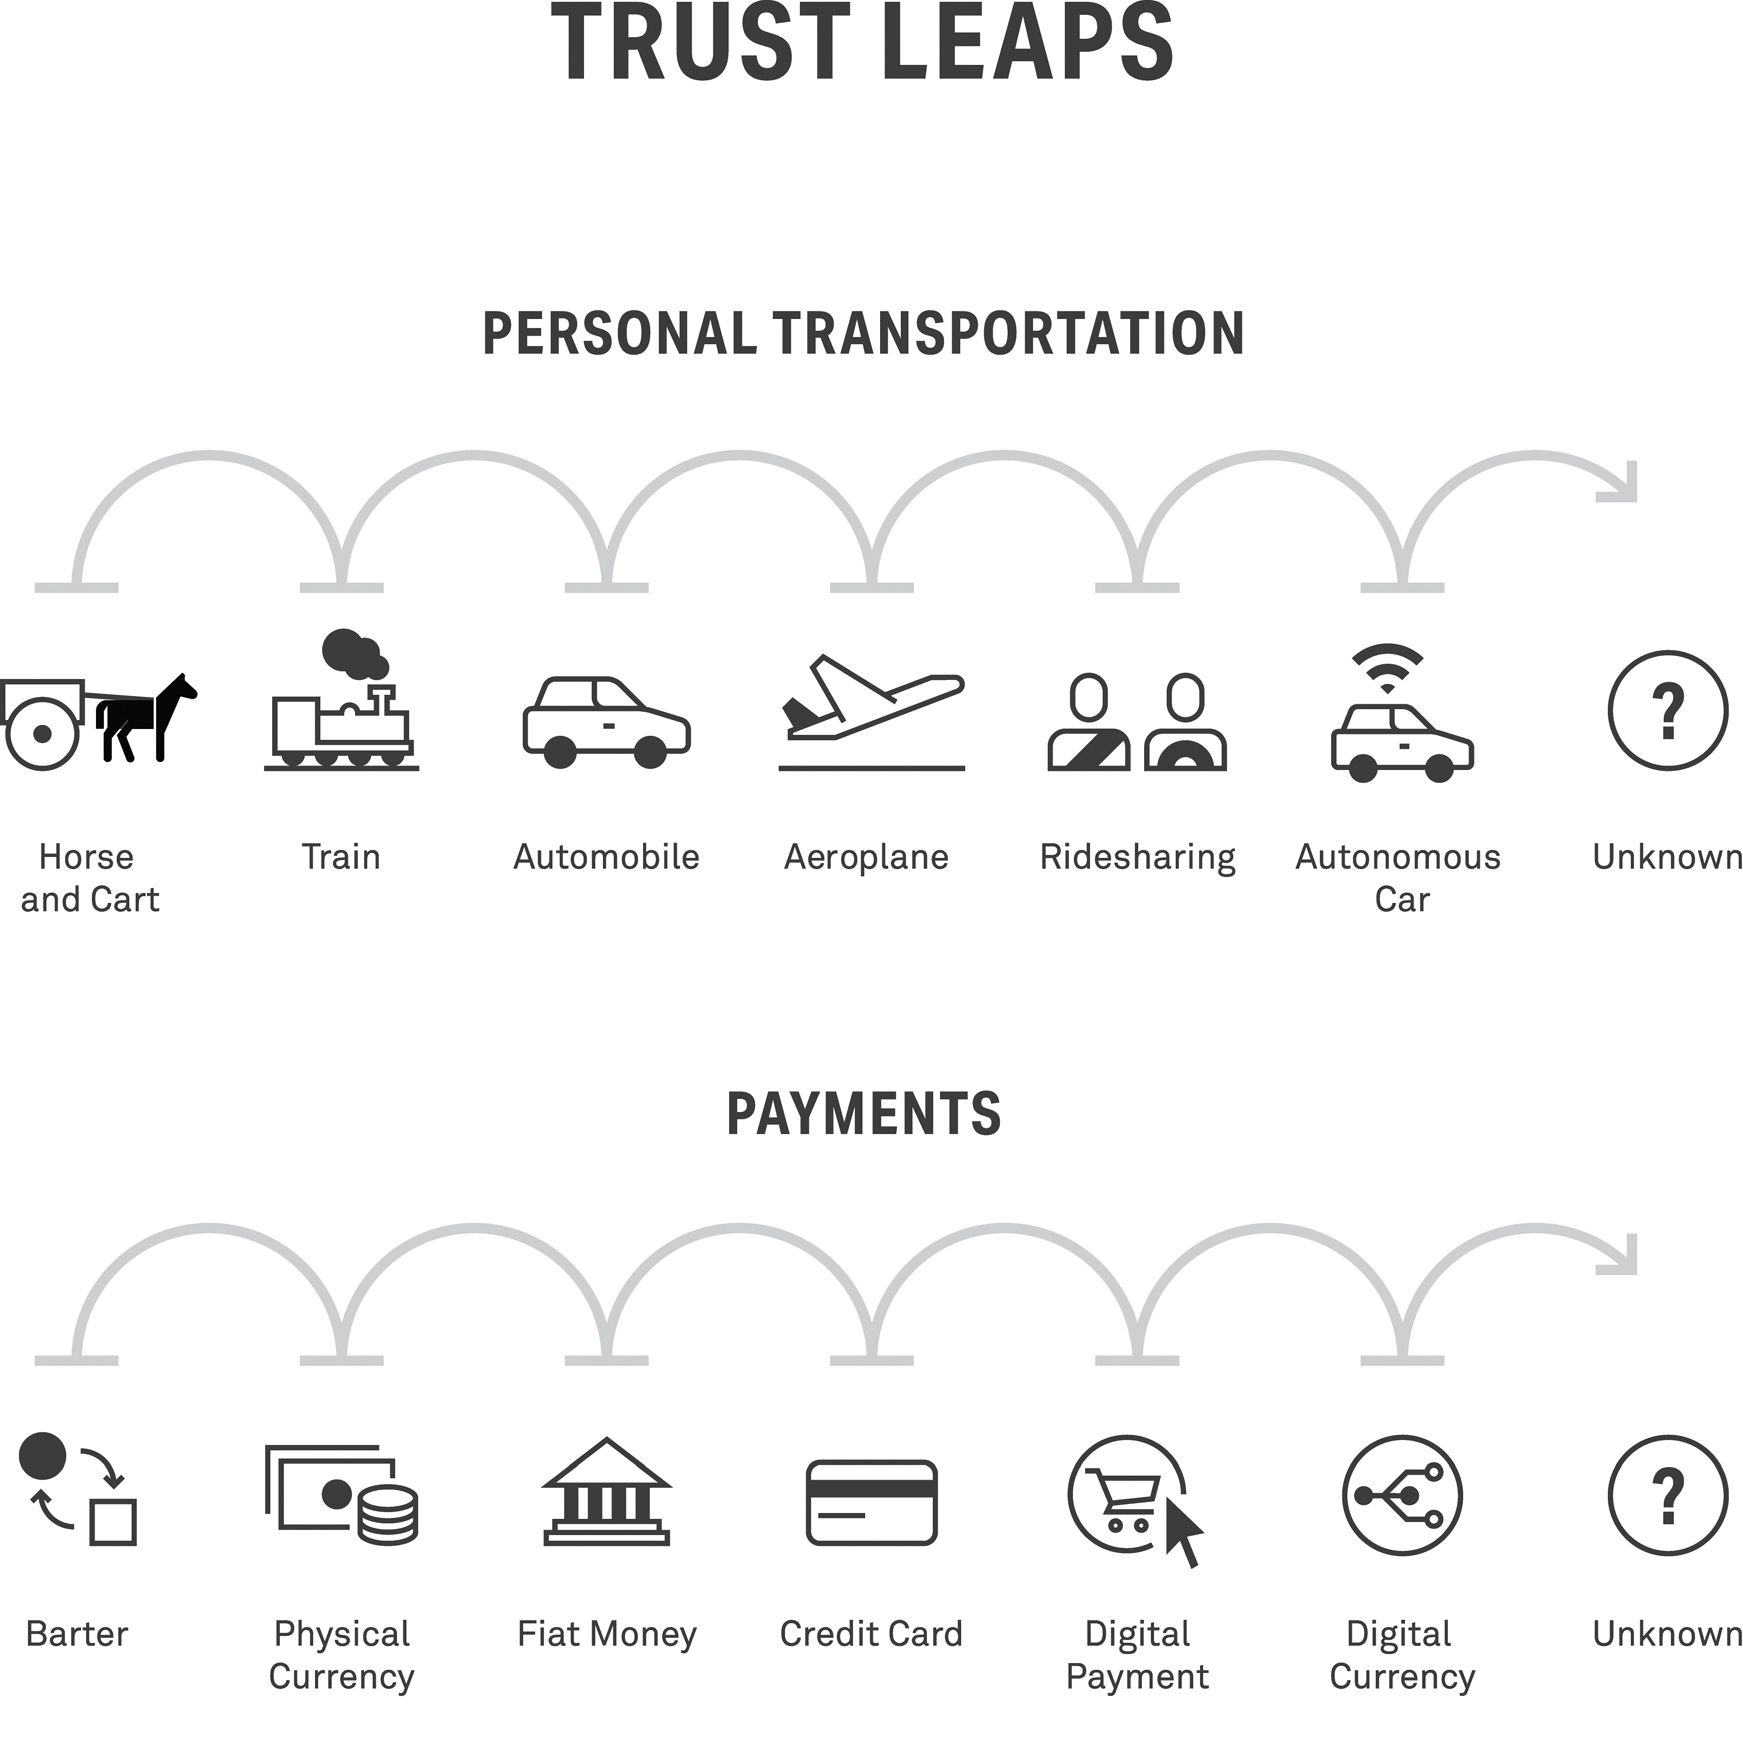 TRUST LEAPS
PERSONAL TRANSPORTATION
?
Horse
and Cart
Train
Automobile
Aeroplane
Ridesharing
Autonomous
Car
Unknown
PAYMENTS
?
Barter
Physical
Currency
Fiat Money
Credit Card
Digital
Payment
Digital
Currency
Unknown